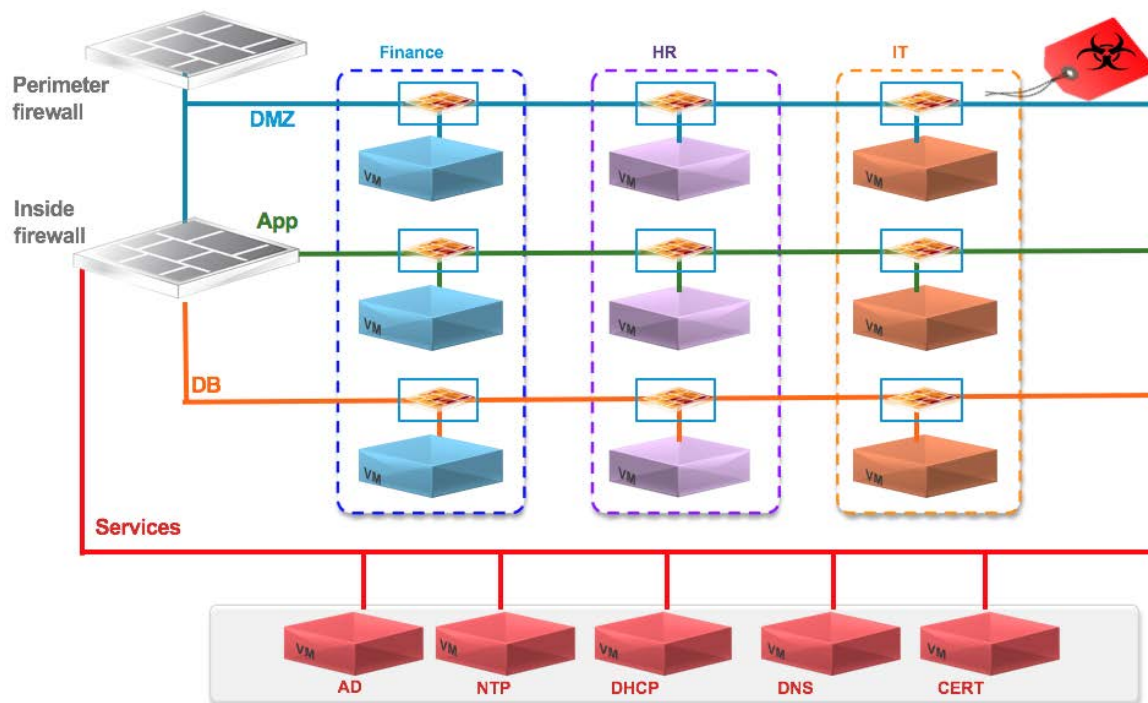 Finance
HR
IT
Perimeter
firewall
DMZ
VM
VM
VM
Inside
firewall
App
VM
VM
VM
DB
VM
VM
VM
Services
VM
VM
VM
VM
VM
AD
NTP
DHCP
DNS
CERT